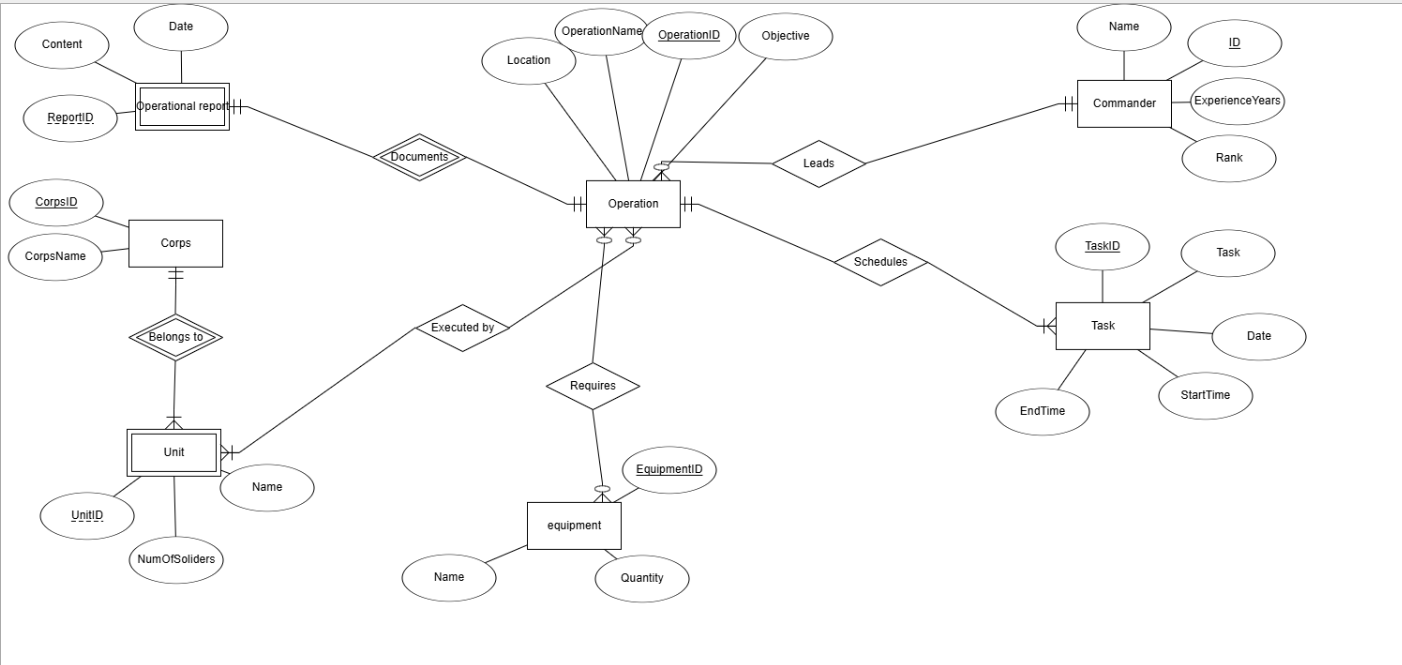 Date
Content
Operational report
ReportID
Documents
Location
OperationName
OperationID
Objective
Operation
Leads
Name
ID
Commander
ExperienceYears
Rank
CorpsID
Corps
CorpsName
Belongs to
Unit
UnitID
NumOfSoliders
Name
Executed by
Requires
EquipmentID
equipment
Name
Quantity
Schedules
TaskID
Task
Task
Date
StartTime
EndTime